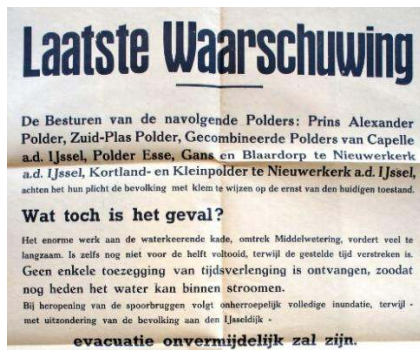 Laatste Waarschuwing
De Besturen van de navolgende Polders: Prins Alexander
Polder, Zuid-Plas Polder, Gecombineerde Polders van Capelle
a.d. IJssel, Polder Esse, Gans en Blaardorp te Nieuwerkerk
a.d. IJssel, Kortland- en Kleinpolder te Nieuwerkerk a.d. IJssel,
achten het hun plicht de bevolking met klem te wijzen op de ernst van den huidigen toestand.
Wat toch is het geval?
Het enorme werk aan de waterkeerende kade, omtrek Middelwetering, vordert veel te
langzaam. Is zelfs nog niet voor de helft voltooid, terwijl de gestelde tijd verstreken is.
Geen enkele toezegging van tijdsverlenging is ontvangen, zoodat
nog heden het water kan binnen stroomen.
Bij heropening van de spoorbruggen volgt onherroepelijk volledige inundatie, terwijl -
met uitzondering van de bevolking aan den IJsseldijk -
evacuatie onvermijdelijk zal zijn.